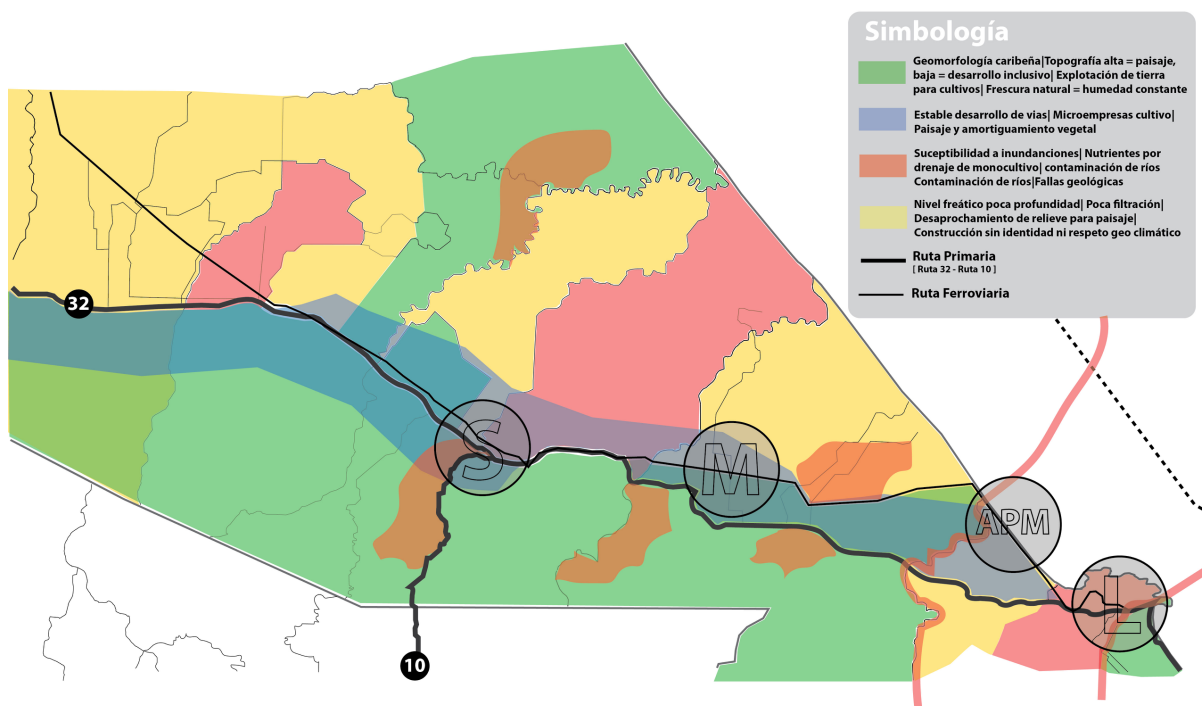 Simbología
Geomorfología caribeña|Topografía alta = paisaje,
baja = desarrollo inclusivo| Explotación de tierra
para cultivos| Frescura natural = humedad constante
Estable desarrollo de vias| Microempresas cultivo|
Paisaje y amortiguamiento vegetal
Suceptibilidad a inundanciones| Nutrientes por
drenaje de monocultivo| contaminación de ríos
Contaminación de ríos|Fallas geológicas
Nivel freático poca profundidad| Poca filtración|
Desaprochamiento de relieve para paisaje|
Construcción sin identidad ni respeto geo climático
Ruta Primaria
[ Ruta 32 - Ruta 10 ]
Ruta Ferroviaria
32
S
M
APM
L
10